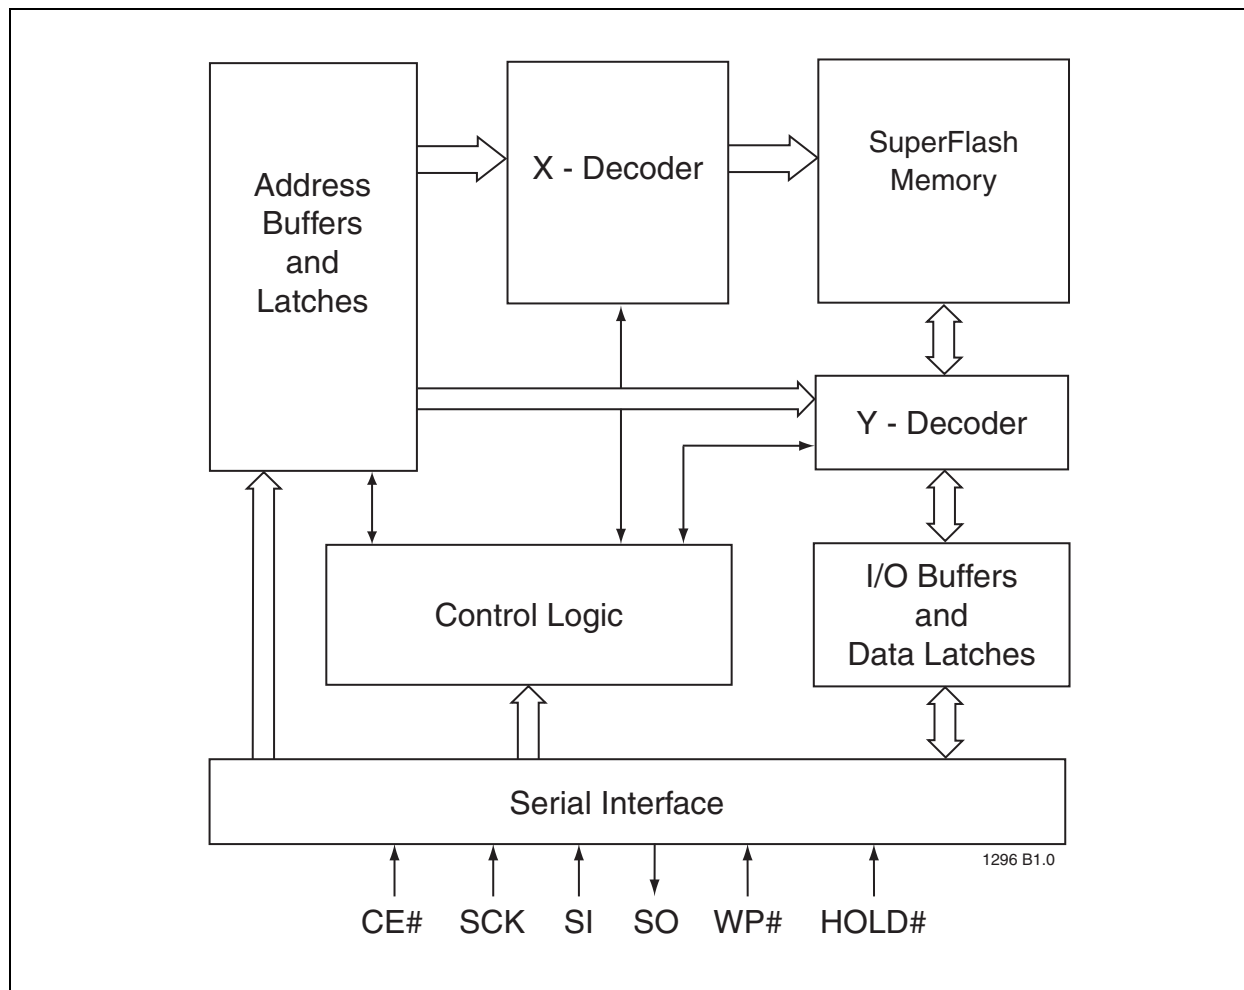 Address
Buffers
and
Latches
X - Decoder
SuperFlash
Memory
Y - Decoder
Control Logic
I/O Buffers
and
Data Latches
Serial Interface
1296 B1.0
CE# SCK SI SO WP# HOLD#